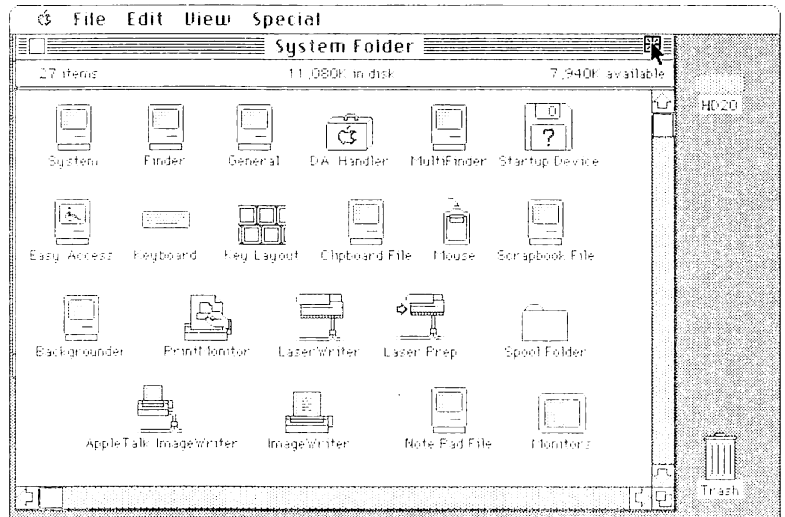 File Edit View Special
System Folder
27 items 11,080K in disk 7,940K available
HD20
System Finder General DA Handler MultiFinder Startup Device
Easy Access Keyboard Key Layout Clipboard File Mouse Scrapbook File
Backgrounder PrintMonitor LaserWriter Laser Prep Spool Folder
AppleTalk ImageWriter ImageWriter Note Pad File Monitors
Trash